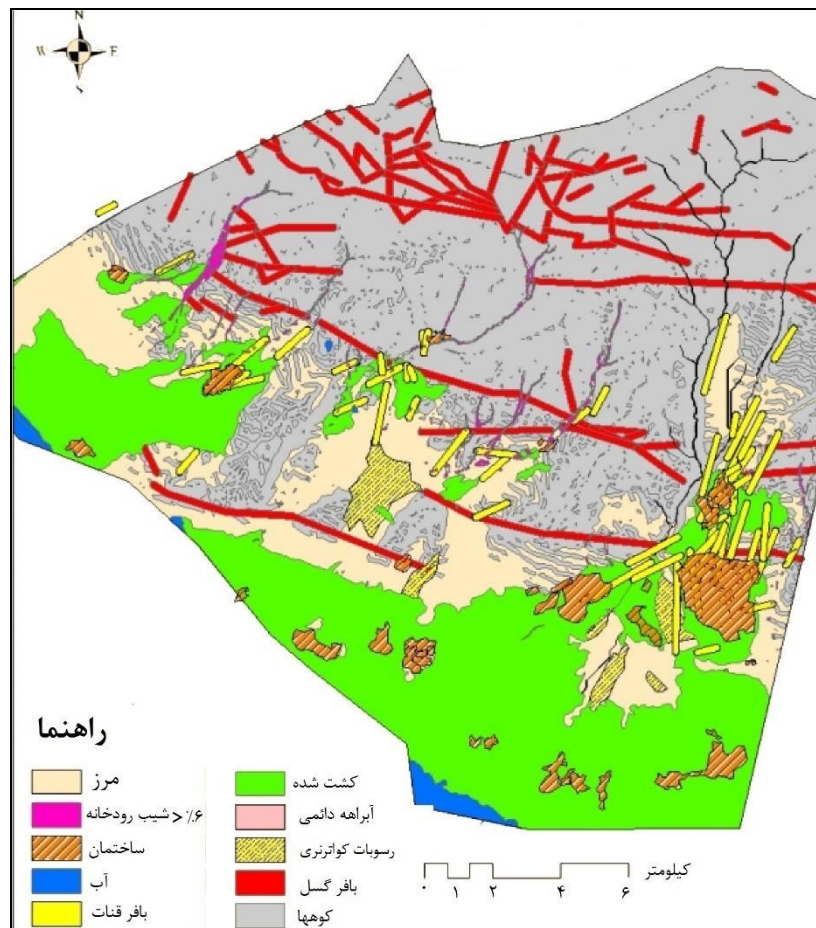 N
W E
S
راهنما
مرز
شیب رودخانه > ٪۶
ساختمان
آب
بافر قنات
کشت شده
آبراهه دائمی
رسوبات کواترنری
بافر گسل
کوهها
کیلومتر
۰ ۱ ۲ ۴ ۶